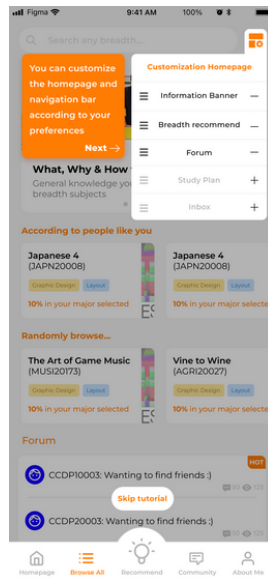 Figma
9:41 AM
100%
Search any breadth...
You can customize
the homepage and
navigation bar
according to your
preferences
Next →
Customization Homepage
Information Banner
Breadth recommend
Forum
Study Plan
Inbox
What, Why & How
General knowledge yo
breadth subjects
According to people like you
Japanese 4
(JAPN20008)
Graphic Design Layout
10% in your major selected
Japanese 4
(JAPN20008)
Graphic Design Layout
10% in your major selected
Randomly browse...
The Art of Game Music
(MUSI20173)
Graphic Design Layout
10% in your major selected
Vine to Wine
(AGRI20027)
Graphic Design Layout
10% in your major selected
Forum
HOT
CCDP10003: Wanting to find friends :)
Skip tutorial
CCDP20003: Wanting to find friends :)
Homepage
Browse All
Recommend
Community
About Me